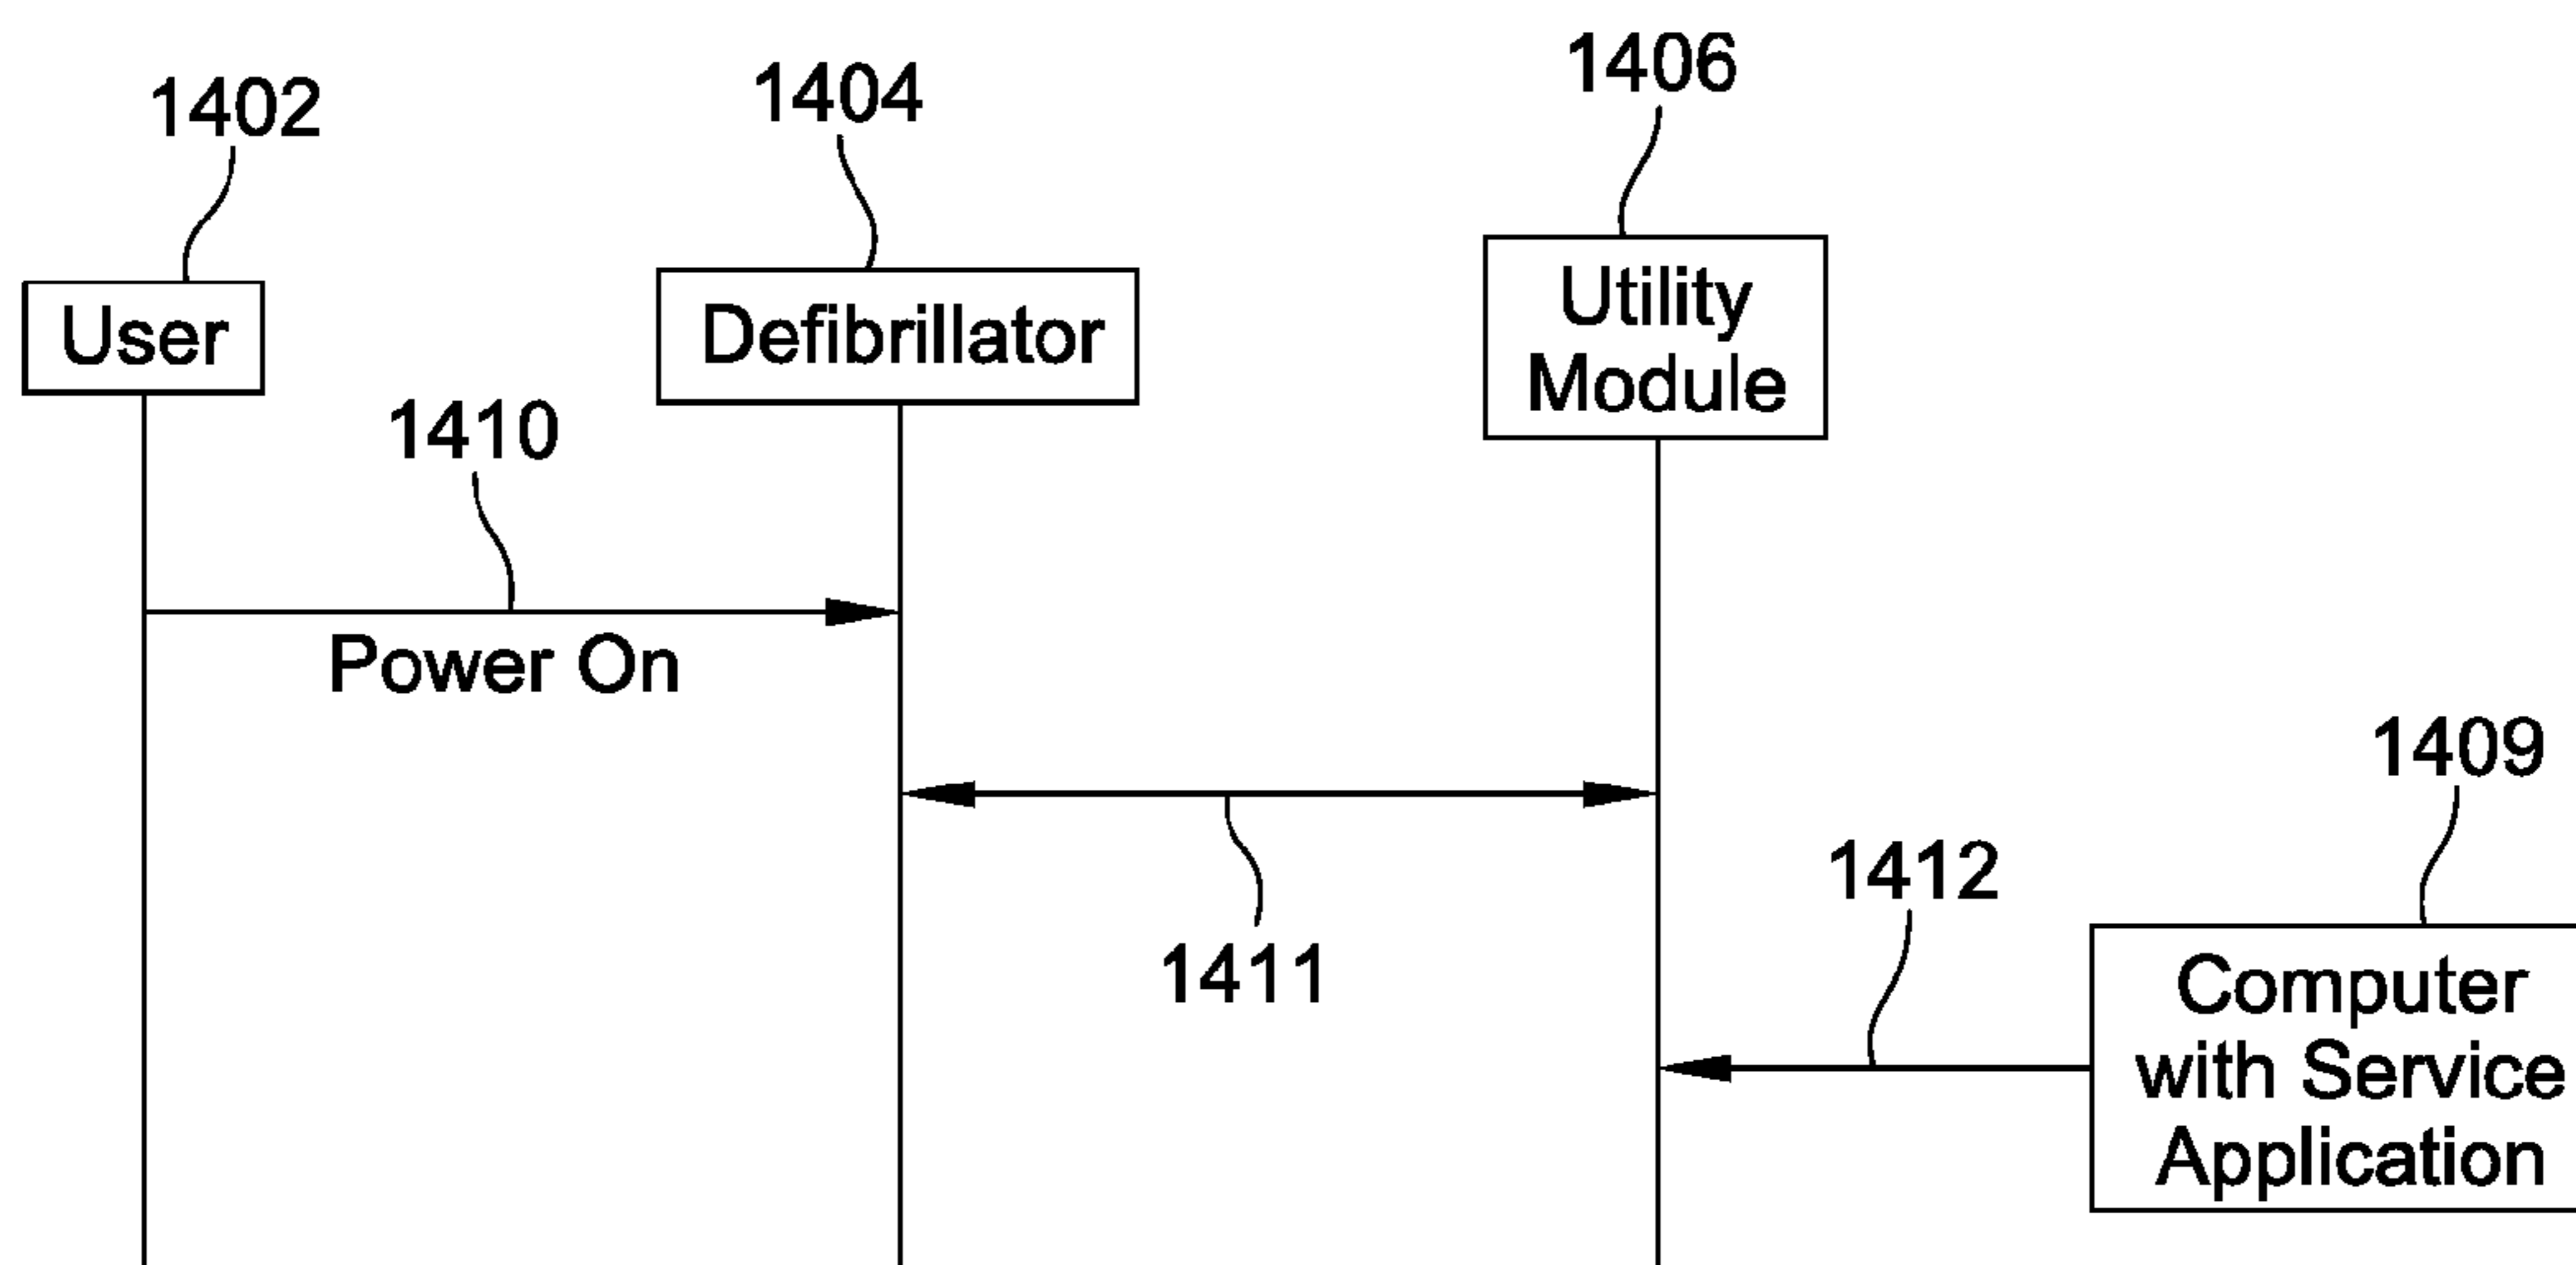 1402
1404
1406
User
Defibrillator
Utility
Module
1410
Power On
1409
1412
1411
Computer
with Service
Application